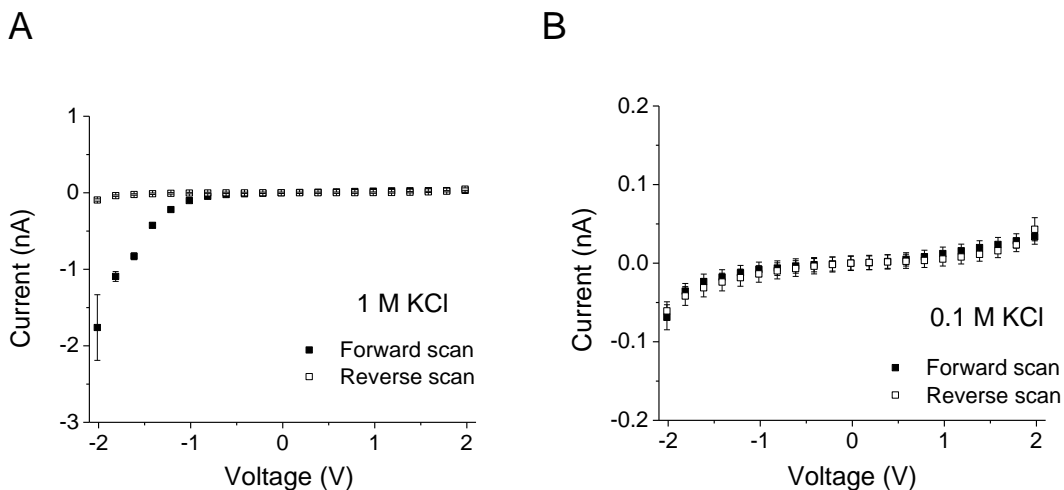 A
1
0
-1
-2
-3
-2
-1
0
1
2
Current (nA)
Voltage (V)
1 M KCl
Forward scan
Reverse scan
B
0.2
0.1
0.0
-0.1
-0.2
-2
-1
0
1
2
Current (nA)
Voltage (V)
0.1 M KCl
Forward scan
Reverse scan